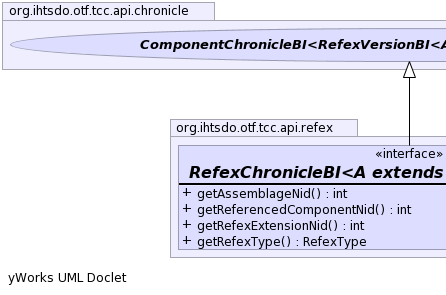 org.ihtsdo.otf.tcc.api.chronicle
ComponentChronicleBI<RefexVersionBI<A
org.ihtsdo.otf.tcc.api.refex
«interface»
RefexChronicleBI<A extends
+ getAssemblageNid() : int
+ getReferencedComponentNid() : int
+ getRefexExtensionNid() : int
+ getRefexType() : RefexType
yWorks UML Doclet